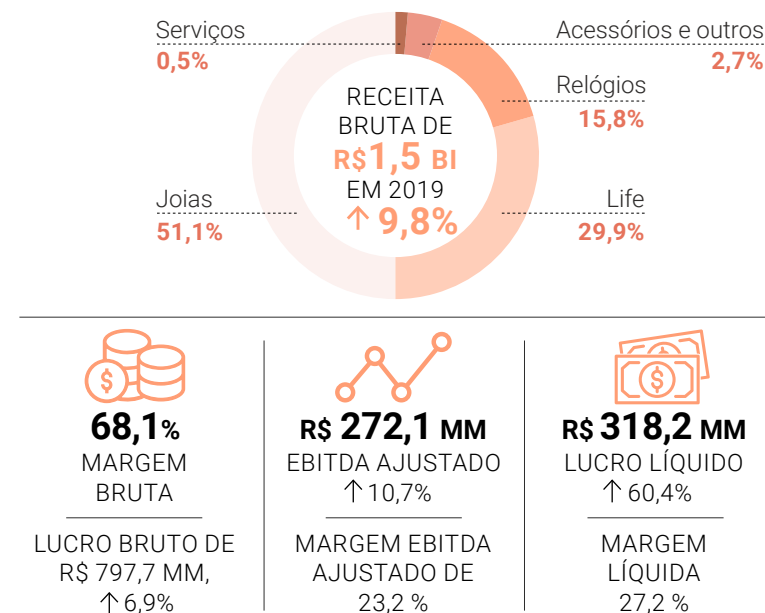 Serviços
0,5%
Acessórios e outros
2,7%
Relógios
15,8%
RECEITA
BRUTA DE
R$1,5 BI
EM 2019
↑ 9,8%
Joias
51,1%
Life
29,9%
$
68,1%
MARGEM
BRUTA
LUCRO BRUTO DE
R$ 797,7 MM,
↑ 6,9%
R$ 272,1 MM
EBITDA AJUSTADO
↑ 10,7%
MARGEM EBITDA
AJUSTADO DE
23,2 %
$
R$ 318,2 MM
LUCRO LÍQUIDO
↑ 60,4%
MARGEM
LÍQUIDA
27,2 %